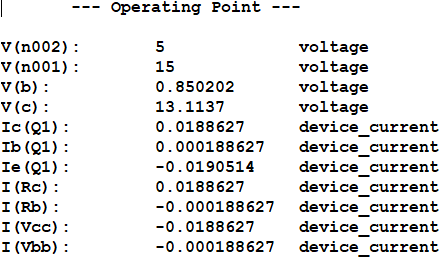 --- Operating Point ---
V(n002): 5 voltage
V(n001): 15 voltage
V(b): 0.850202 voltage
V(c): 13.1137 voltage
Ic(Q1): 0.0188627 device_current
Ib(Q1): 0.000188627 device_current
Ie(Q1): -0.0190514 device_current
I(Rc): 0.0188627 device_current
I(Rb): -0.000188627 device_current
I(Vcc): -0.0188627 device_current
I(Vbb): -0.000188627 device_current